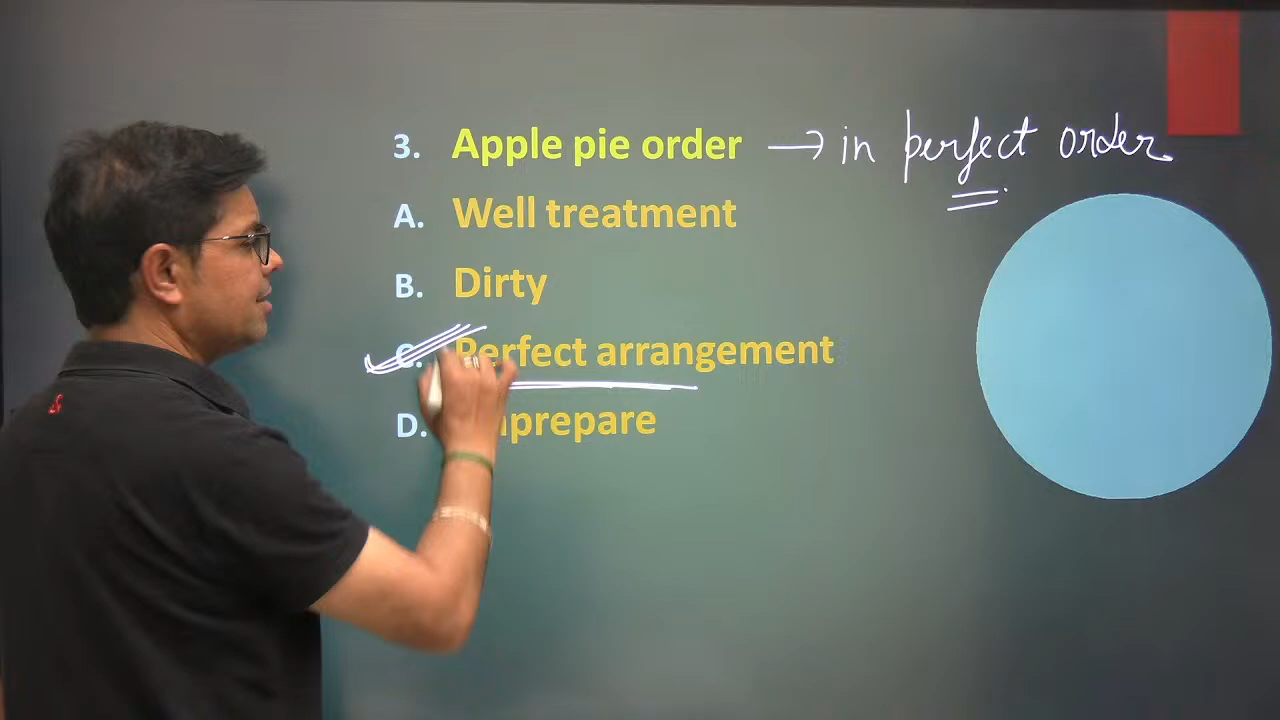 3. Apple pie order → in perfect order
A. Well treatment
B. Dirty
C. Perfect arrangement
D.